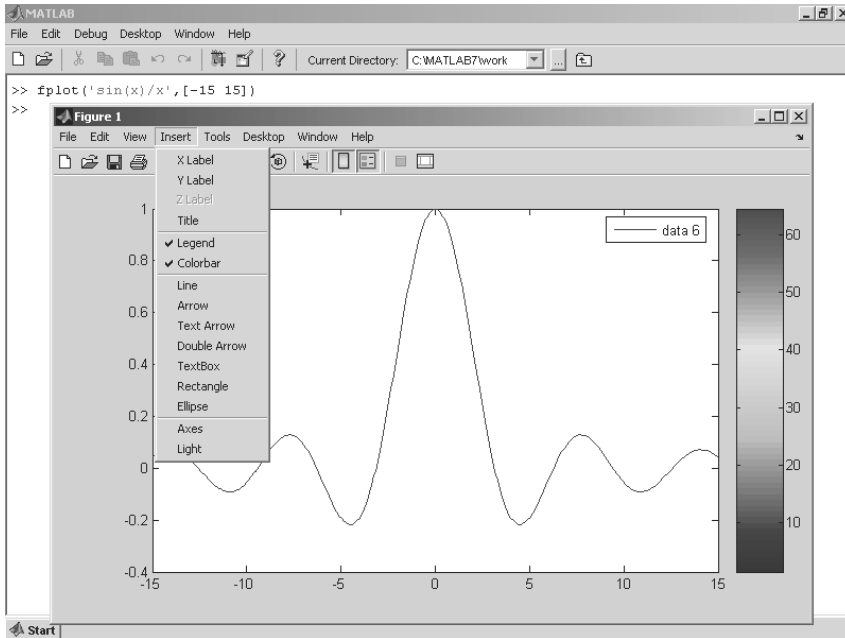 MATLAB
File Edit Debug Desktop Window Help
Current Directory: C:\MATLAB7\work ...
>> fplot('sin(x)/x',[-15 15])
>>
Figure 1
File Edit View Insert Tools Desktop Window Help
X Label
Y Label
Z Label
Title
Legend
Colorbar
Line
Arrow
Text Arrow
Double Arrow
TextBox
Rectangle
Ellipse
Axes
Light
1
0.8
0.6
0.4
0.2
0
-0.2
-0.4
-15 -10 -5 0 5 10 15
data 6
60
50
40
30
20
10
Start